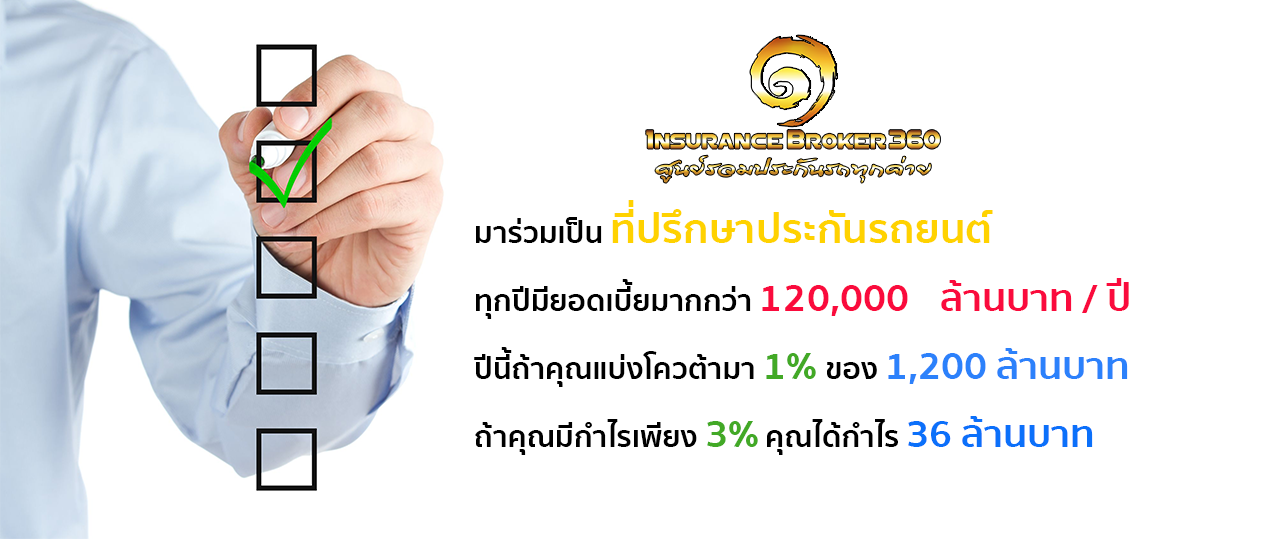 INSURANCE BROKER 360
ศูนย์รวมประกันรถทุกค่าย
มาร่วมเป็น ที่ปรึกษาประกันรถยนต์
ทุกปีมียอดเบี้ยมากกว่า 120,000 ล้านบาท / ปี
ปีนี้ถ้าคุณแบ่งโควต้ามา 1% ของ 1,200 ล้านบาท
ถ้าคุณมีกำไรเพียง 3% คุณได้กำไร 36 ล้านบาท